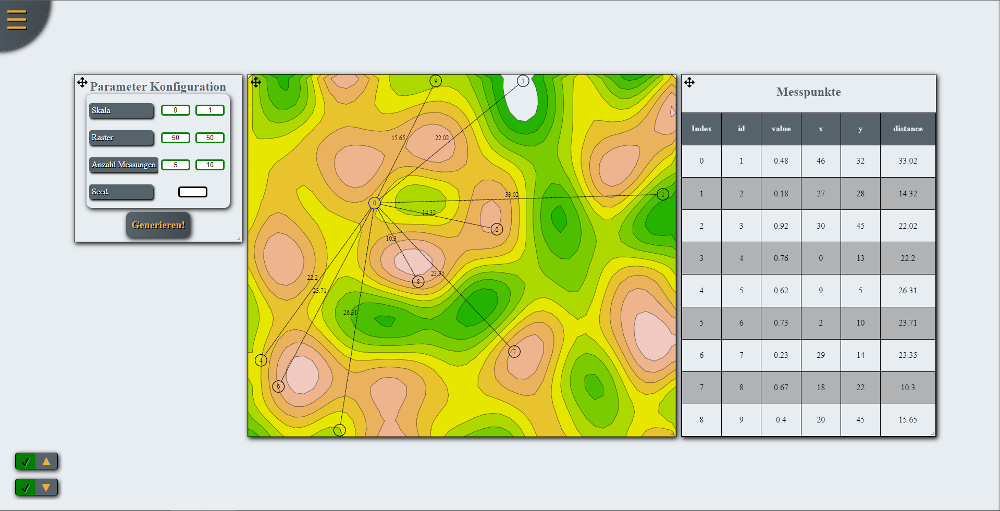 Parameter Konfiguration
Skala 0 1
Raster 50 50
Anzahl Messungen 5 10
Seed
Generieren!
9
3
15.65
22.02
33.02
1
0
14.32
2
10.3
23.35
8
22.2
23.71
26.31
7
4
6
5
Messpunkte
Index id value x y distance
0 1 0.48 46 32 33.02
1 2 0.18 27 28 14.32
2 3 0.92 30 45 22.02
3 4 0.76 0 13 22.2
4 5 0.62 9 5 26.31
5 6 0.73 2 10 23.71
6 7 0.23 29 14 23.35
7 8 0.67 18 22 10.3
8 9 0.4 20 45 15.65